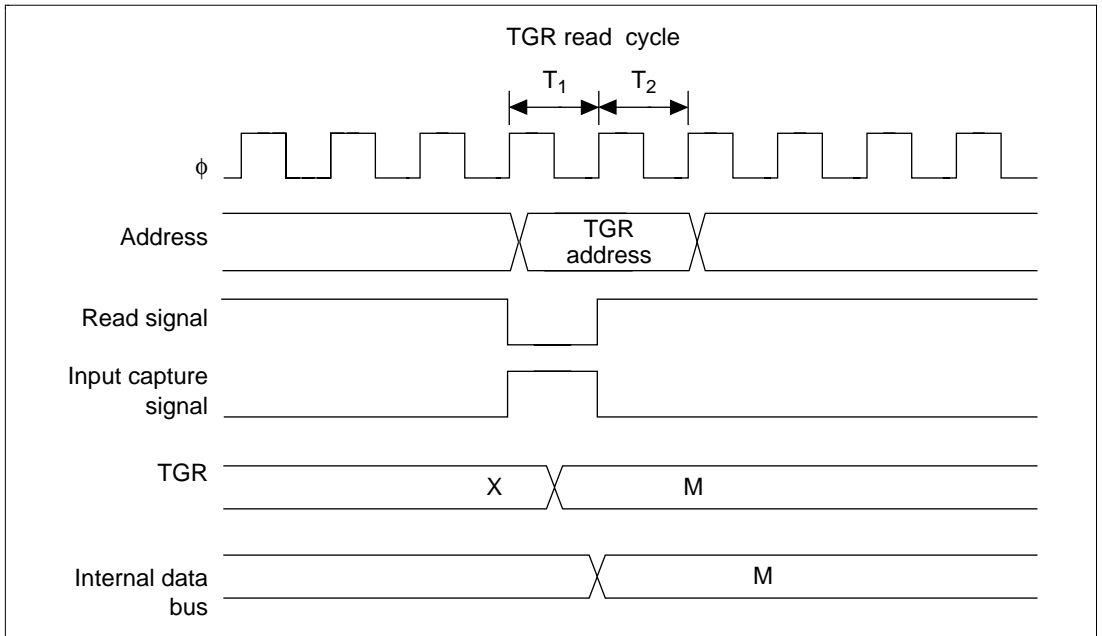 TGR read cycle
T1 T2
ϕ
Address
TGR
address
Read signal
Input capture
signal
TGR
X M
Internal data
bus
M